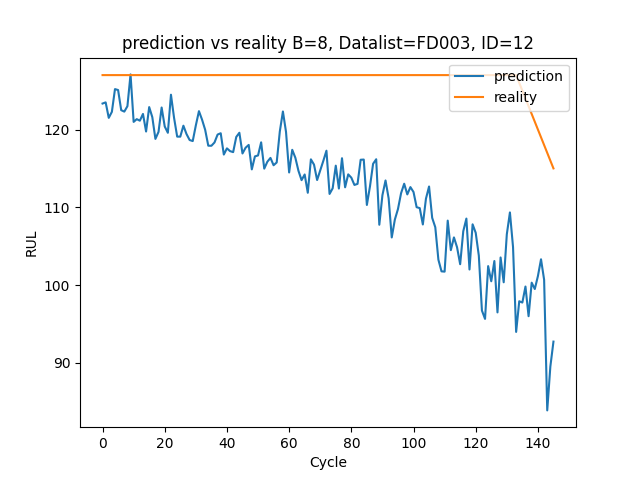 prediction vs reality B=8, Datalist=FD003, ID=12
prediction
reality
120
110
100
90
RUL
0 20 40 60 80 100 120 140
Cycle